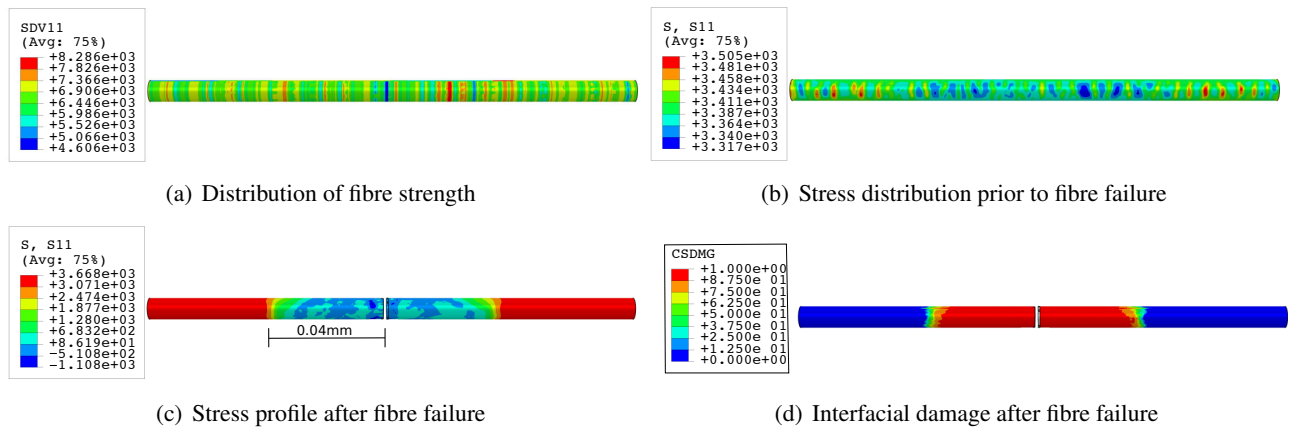 SDV11
(Avg: 75%)
+8.286e+03
+7.826e+03
+7.366e+03
+6.906e+03
+6.446e+03
+5.986e+03
+5.526e+03
+5.066e+03
+4.606e+03
(a) Distribution of fibre strength
S, S11
(Avg: 75%)
+3.505e+03
+3.481e+03
+3.458e+03
+3.434e+03
+3.411e+03
+3.387e+03
+3.364e+03
+3.340e+03
+3.317e+03
(b) Stress distribution prior to fibre failure
S, S11
(Avg: 75%)
+3.668e+03
+3.071e+03
+2.474e+03
+1.877e+03
+1.280e+03
+6.832e+02
+8.619e+01
-5.108e+02
-1.108e+03
0.04mm
(c) Stress profile after fibre failure
CSDMG
+1.000e+00
+8.750e 01
+7.500e 01
+6.250e 01
+5.000e 01
+3.750e 01
+2.500e 01
+1.250e 01
+0.000e+00
(d) Interfacial damage after fibre failure